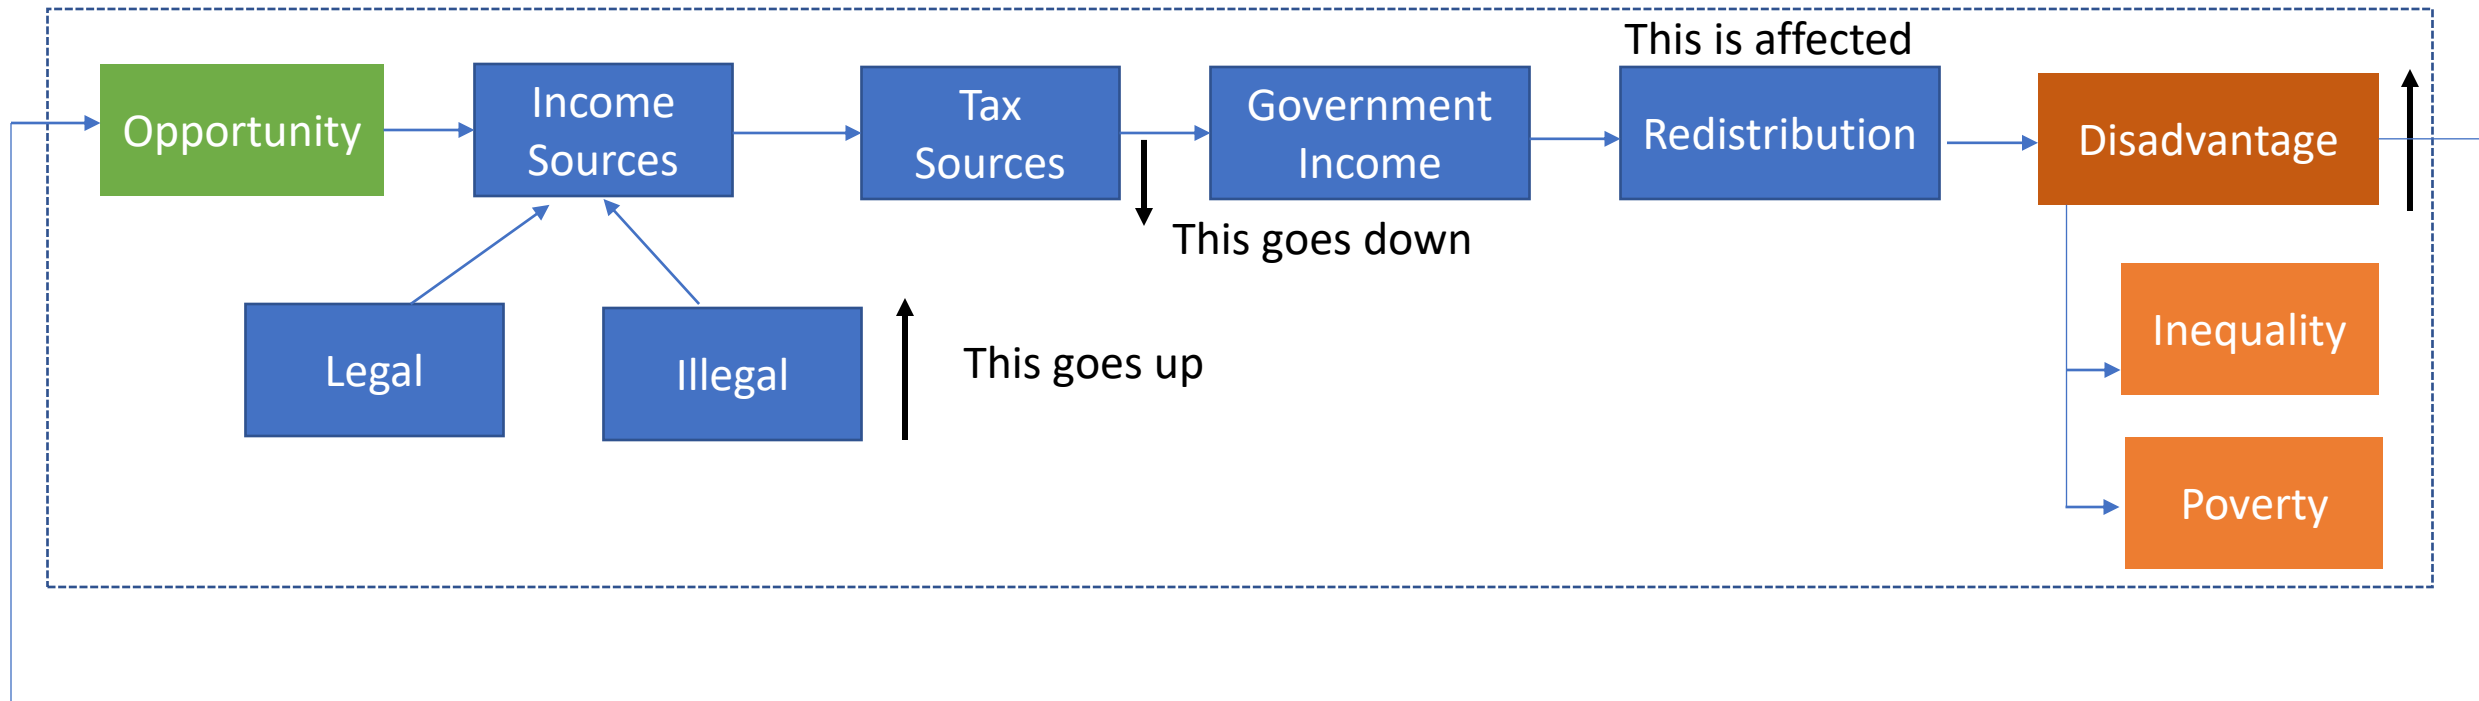 This is affected
Opportunity
Income
Sources
Tax
Sources
Government
Income
Redistribution
Disadvantage
This goes down
Legal
Illegal
This goes up
Inequality
Poverty